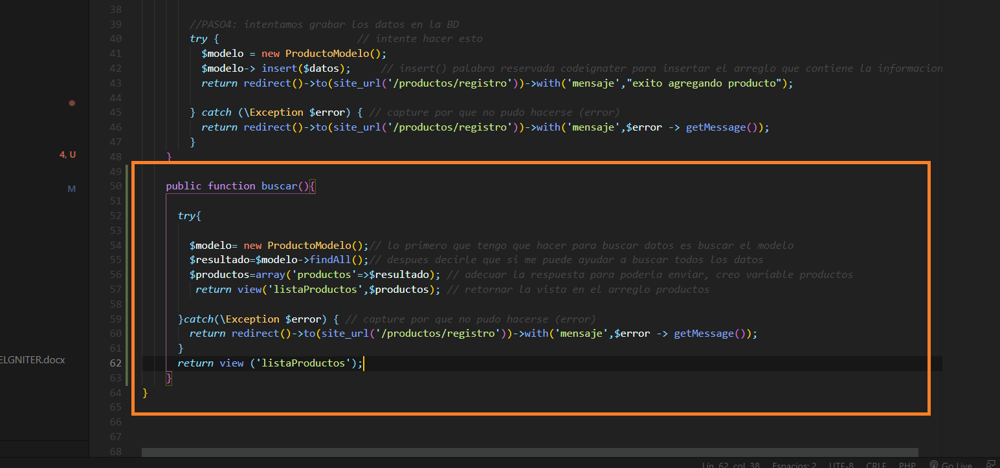 38
39 //PASO4: intentamos grabar los datos en la BD
40 try { // intente hacer esto
41 $modelo = new ProductoModelo();
42 $modelo-> insert($datos); // insert() palabra reservada codeignater para insertar el arreglo que contiene la informacion
43 return redirect()->to(site_url('/productos/registro'))->with('mensaje',"exito agregando producto");
44
45 } catch (\Exception $error) { // capture por que no pudo hacerse (error)
46 return redirect()->to(site_url('/productos/registro'))->with('mensaje',$error -> getMessage());
47 }
4, U
48 }
49
50 public function buscar(){
M
51
52 try{
53
54 $modelo= new ProductoModelo();// lo primero que tengo que hacer para buscar datos es buscar el modelo
55 $resultado=$modelo->findAll();// despues decirle que si me puede ayudar a buscar todos los datos
56 $productos=array('productos'=>$resultado); // adecuar la respuesta para poderla enviar, creo variable productos
57 return view('listaProductos',$productos); // retornar la vista en el arreglo productos
58
59 }catch(\Exception $error) { // capture por que no pudo hacerse (error)
60 return redirect()->to(site_url('/productos/registro'))->with('mensaje',$error -> getMessage());
61 }
ELGNITER.docx
62 return view ('listaProductos');
63 }
64 }
65
66
67
68
Lín. 62, col. 38 Espacios: 2 UTF-8 CRLF PHP Go Live